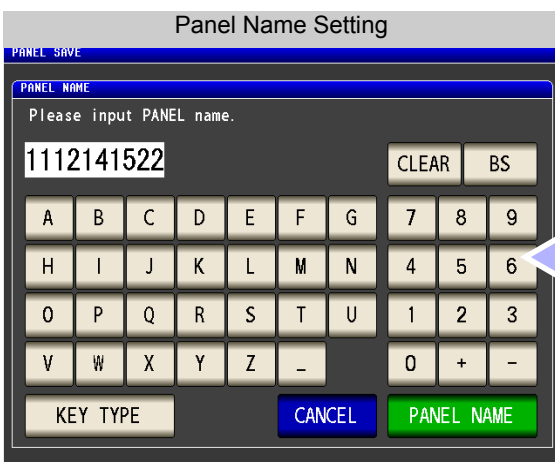 Panel Name Setting
PANEL SAVE
PANEL NAME
Please input PANEL name.
1112141522
CLEAR BS
A B C D E F G 7 8 9
H I J K L M N 4 5 6
O P Q R S T U 1 2 3
V W X Y Z _ 0 + -
KEY TYPE CANCEL PANEL NAME